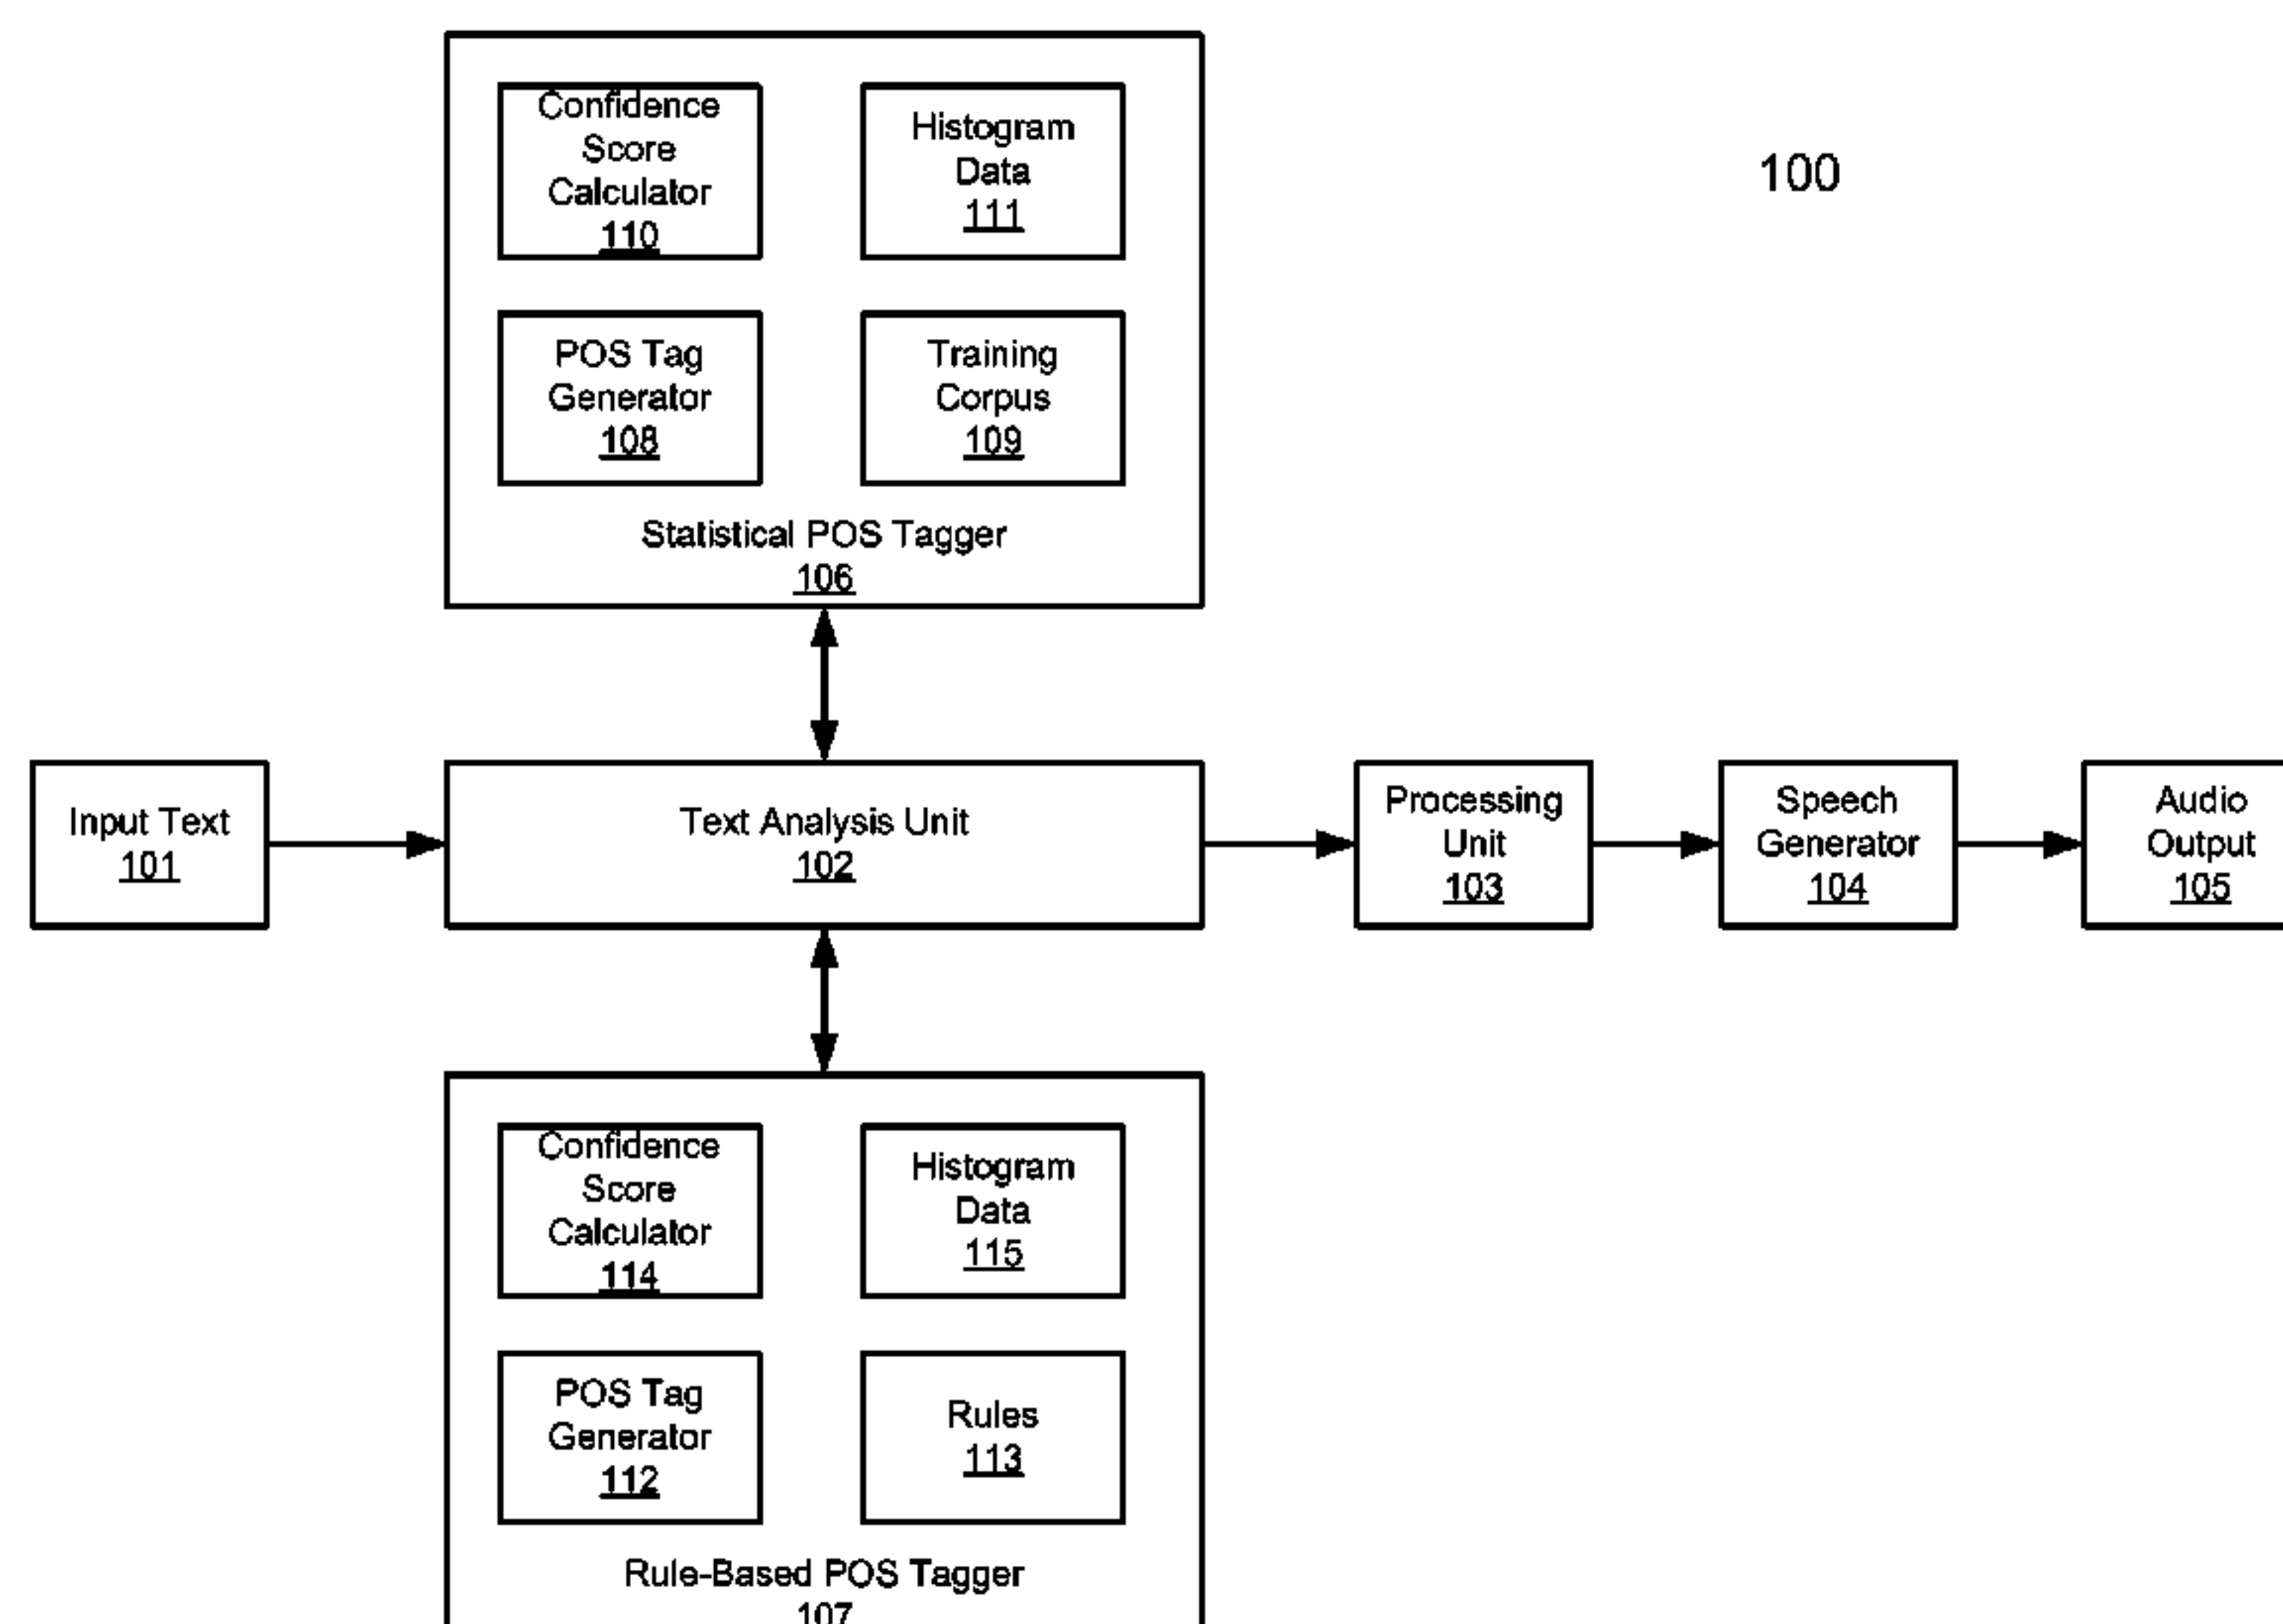 Confidence
Score
Calculator
110
Histogram
Data
111
100
POS Tag
Generator
108
Training
Corpus
109
Statistical POS Tagger
106
Input Text
101
Text Analysis Unit
102
Processing
Unit
103
Speech
Generator
104
Audio
Output
105
Confidence
Score
Calculator
114
Histogram
Data
115
POS Tag
Generator
112
Rules
113
Rule-Based POS Tagger
107